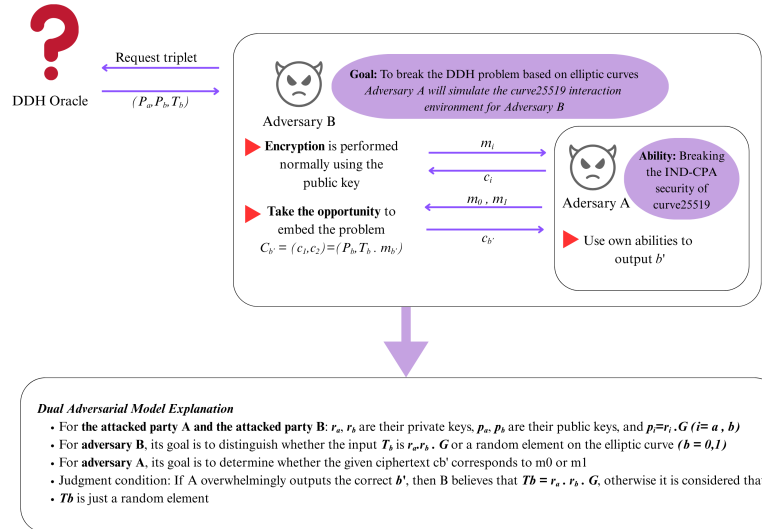 Request triplet
DDH Oracle
(Pa,Pb,Tb)
Goal: To break the DDH problem based on elliptic curves
Adversary A will simulate the curve25519 interaction
environment for Adversary B
Adversary B
Encryption is performed
normally using the
public key
mi
ci
Take the opportunity to
embed the problem
Cb' = (c1,c2)=(Pb,Tb . mb')
m0 , m1
cb'
Ability: Breaking
the IND-CPA
security of
curve25519
Adersary A
Use own abilities to
output b'
Dual Adversarial Model Explanation
• For the attacked party A and the attacked party B: ra, rb are their private keys, pa, pb are their public keys, and pi=ri .G (i= a , b)
• For adversary B, its goal is to distinguish whether the input Tb is ra.rb . G or a random element on the elliptic curve (b = 0,1)
• For adversary A, its goal is to determine whether the given ciphertext cb' corresponds to m0 or m1
• Judgment condition: If A overwhelmingly outputs the correct b', then B believes that Tb = ra . rb . G, otherwise it is considered
• Tb is just a random element